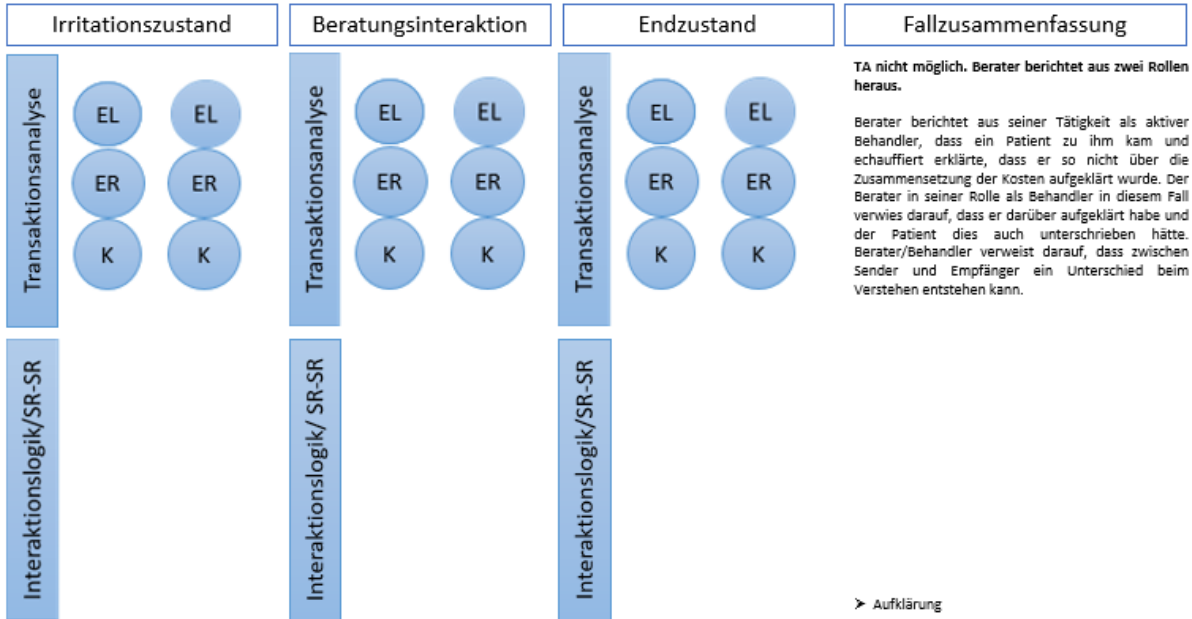 Irritationszustand
Beratungsinteraktion
Endzustand
Fallzusammenfassung
Transaktionsanalyse
EL EL
ER ER
K K
Transaktionsanalyse
EL EL
ER ER
K K
Transaktionsanalyse
EL EL
ER ER
K K
TA nicht möglich. Berater berichtet aus zwei Rollen
heraus.
Berater berichtet aus seiner Tätigkeit als aktiver
Behandler, dass ein Patient zu ihm kam und
echauffiert erklärte, dass er so nicht über die
Zusammensetzung der Kosten aufgeklärt wurde. Der
Berater in seiner Rolle als Behandler in diesem Fall
verwies darauf, dass er darüber aufgeklärt habe und
der Patient dies auch unterschrieben hätte.
Berater/Behandler verweist darauf, dass zwischen
Sender und Empfänger ein Unterschied beim
Verstehen entstehen kann.
Interaktionslogik/SR-SR
Interaktionslogik/ SR-SR
Interaktionslogik/SR-SR
➤ Aufklärung